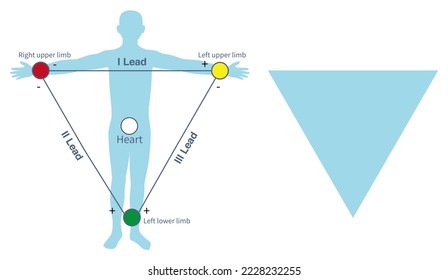 Right upper limb
Left upper limb
- I Lead +
- -
II Lead
III Lead
Heart
+ +
Left lower limb
shutterstock.com · 2228232255